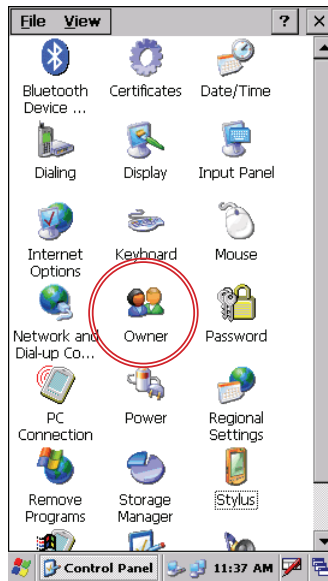 File View ? ×
Bluetooth Device ...
Certificates
Date/Time
Dialing
Display
Input Panel
Internet Options
Keyboard
Mouse
Network and Dial-up Co...
Owner
Password
PC Connection
Power
Regional Settings
Remove Programs
Storage Manager
Stylus
Control Panel
11:37 AM